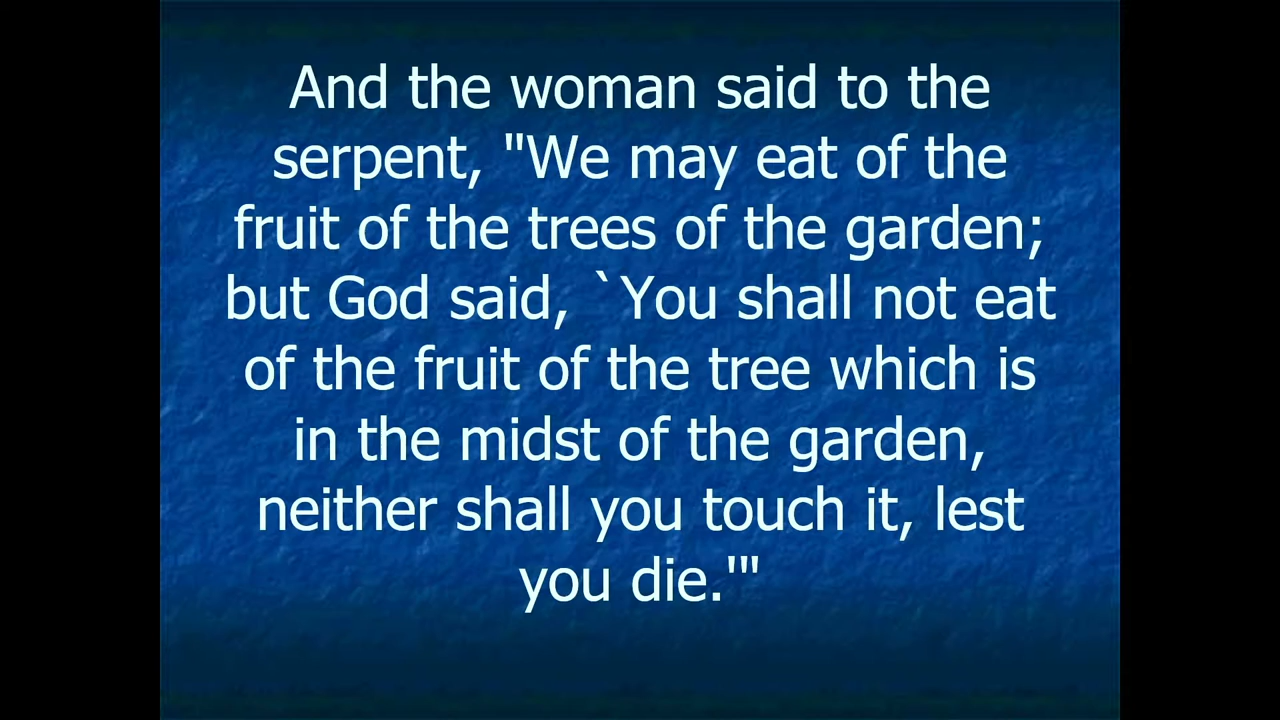 And the woman said to the
serpent, "We may eat of the
fruit of the trees of the garden;
but God said, `You shall not eat
of the fruit of the tree which is
in the midst of the garden,
neither shall you touch it, lest
you die.'"